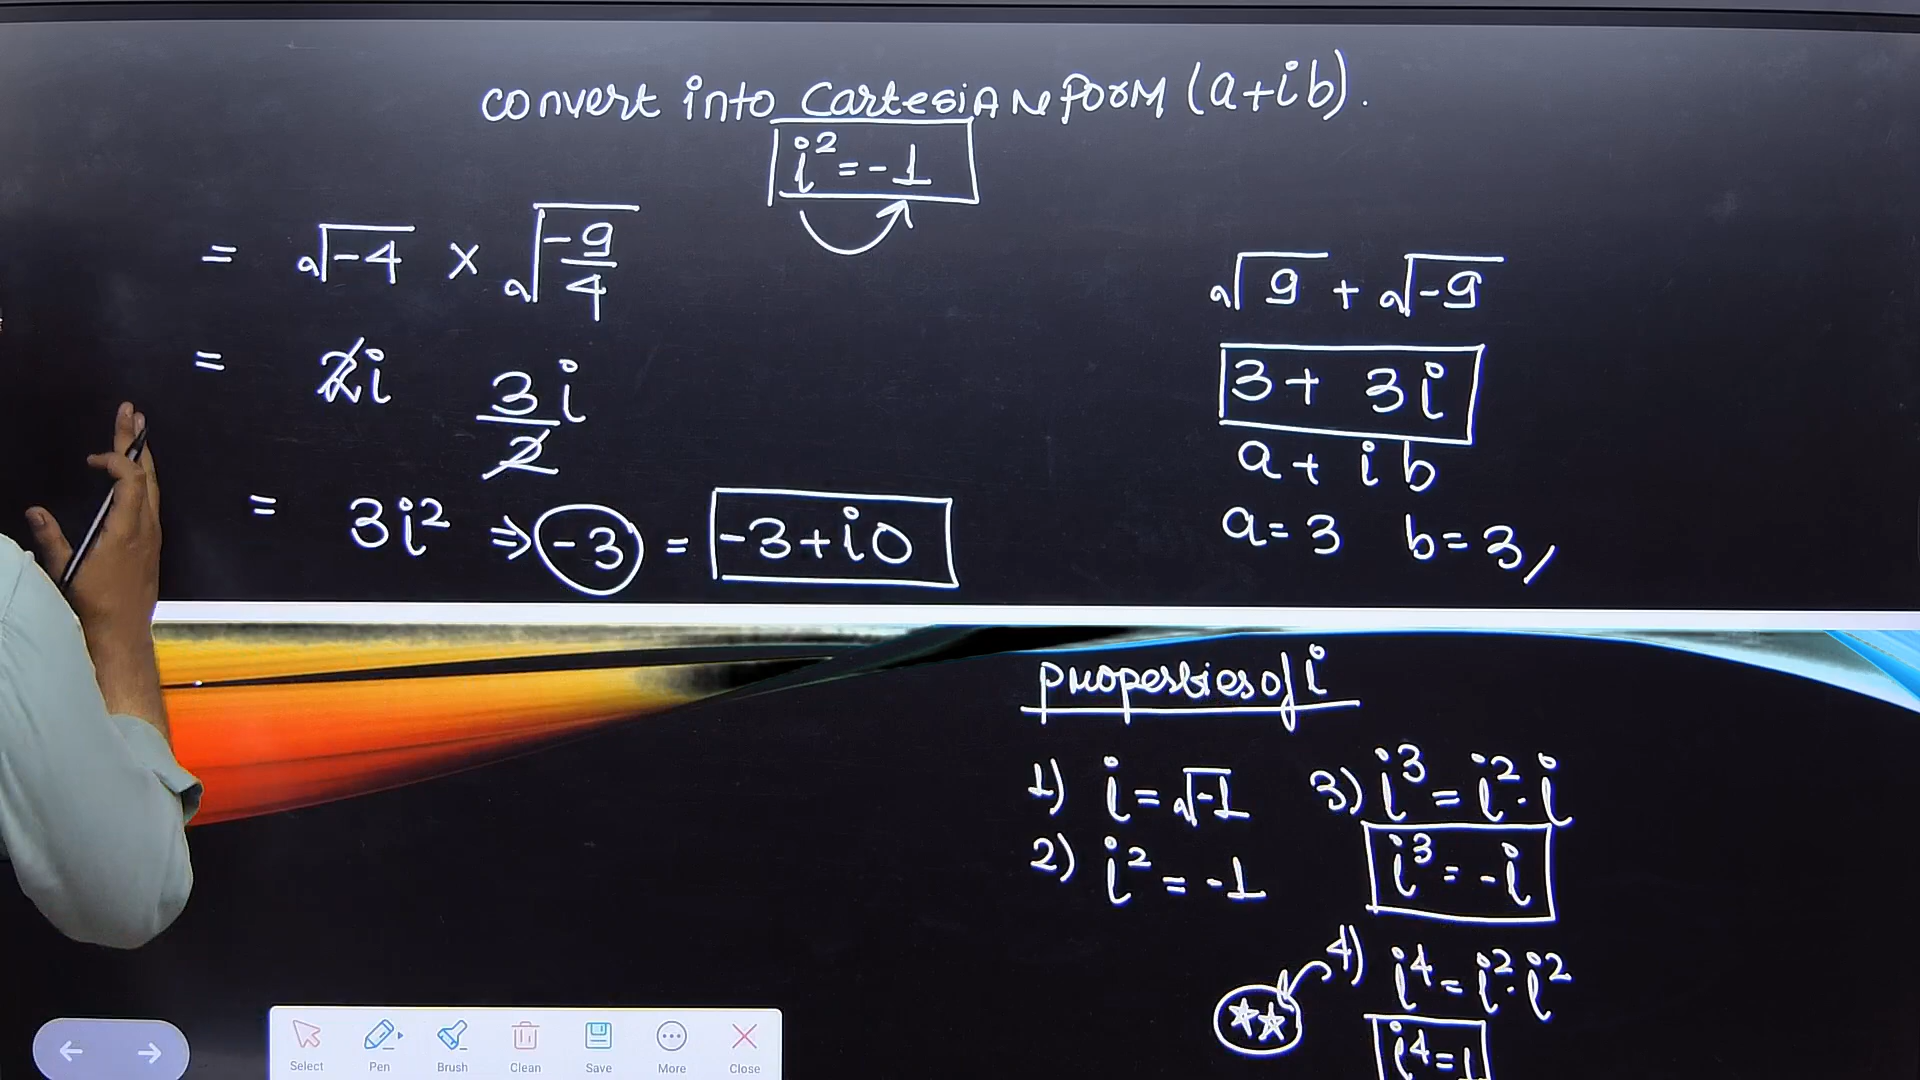 convert into Cartesian form (a+ib).
i² = -1
= √-4 × √-9/4
= 2i 3/2 i
= 3i² ⇒ -3 = -3+i0
√9 + √-9
3 + 3i
a + ib
a=3 b=3,
Properties of i
1) i = √-1
2) i² = -1
3) i³ = i².i
i³ = -i
4) i⁴ = i².i²
i⁴ = 1
Select Pen Brush Clean Save More Close